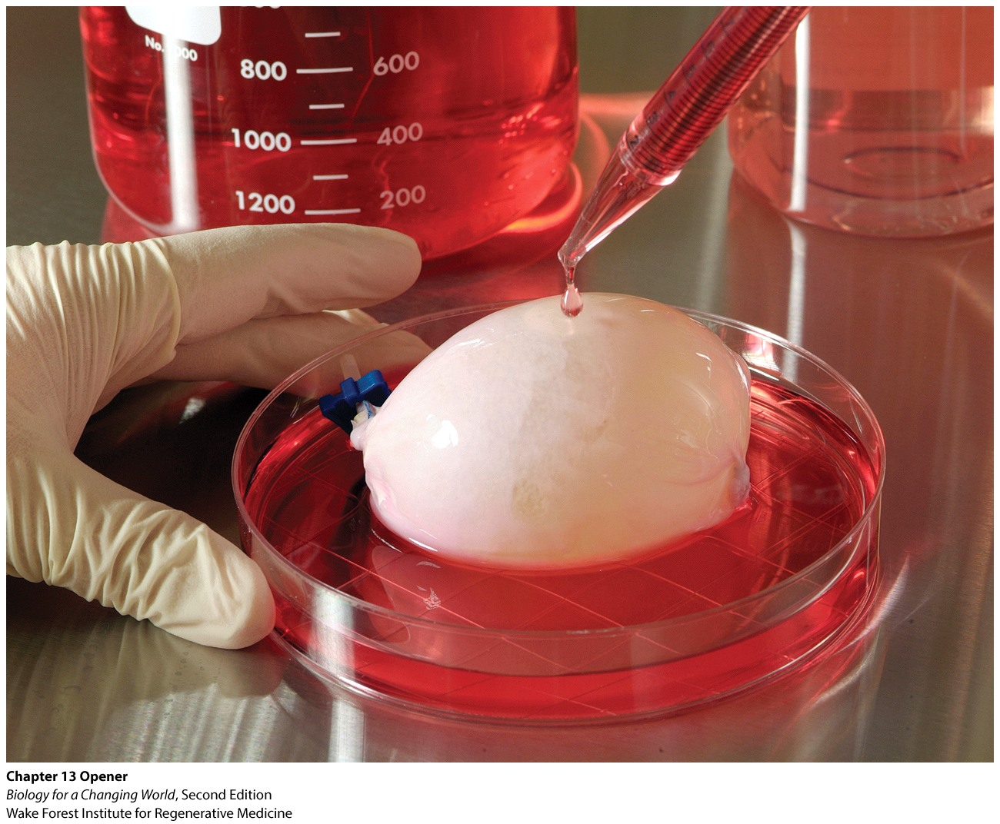 800 600
1000 400
1200 200
Chapter 13 Opener
Biology for a Changing World, Second Edition
Wake Forest Institute for Regenerative Medicine